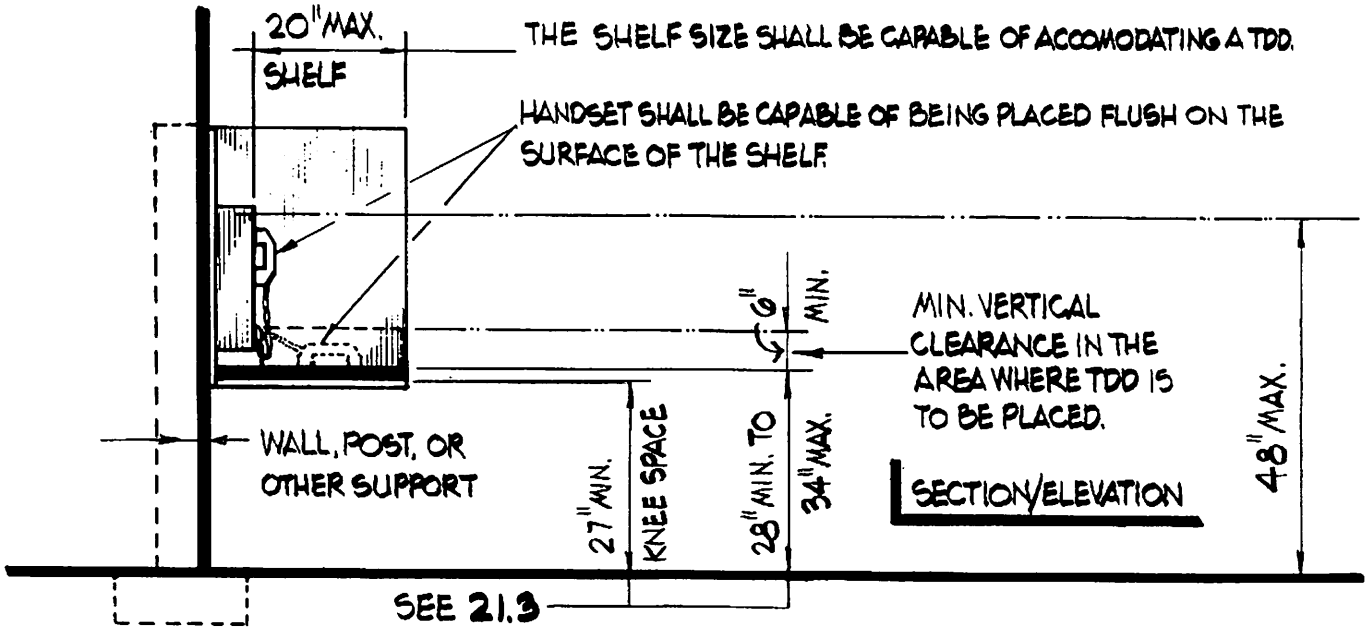 20" MAX.
SHELF
THE SHELF SIZE SHALL BE CAPABLE OF ACCOMODATING A TDD.
HANDSET SHALL BE CAPABLE OF BEING PLACED FLUSH ON THE
SURFACE OF THE SHELF.
6"
MIN.
MIN. VERTICAL
CLEARANCE IN THE
AREA WHERE TDD IS
TO BE PLACED.
48" MAX.
WALL, POST, OR
OTHER SUPPORT
27" MIN.
KNEE SPACE
28" MIN. TO
34" MAX.
SECTION/ELEVATION
SEE 21.3